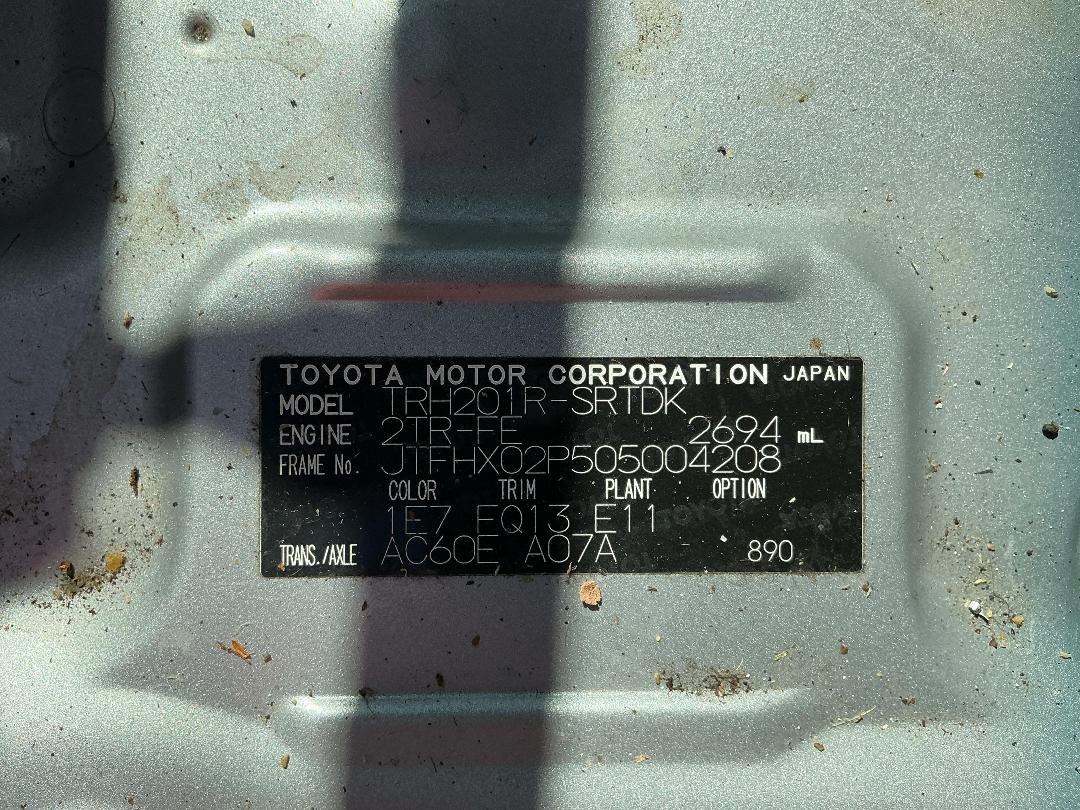 TOYOTA MOTOR CORPORATION JAPAN
MODEL TRH201R-SRTDK
ENGINE 2TR-FE 2694 mL
FRAME No. JTFHX02P505004208
COLOR TRIM PLANT OPTION
1E7 EQ13 E11
TRANS./AXLE AC60E A07A 890